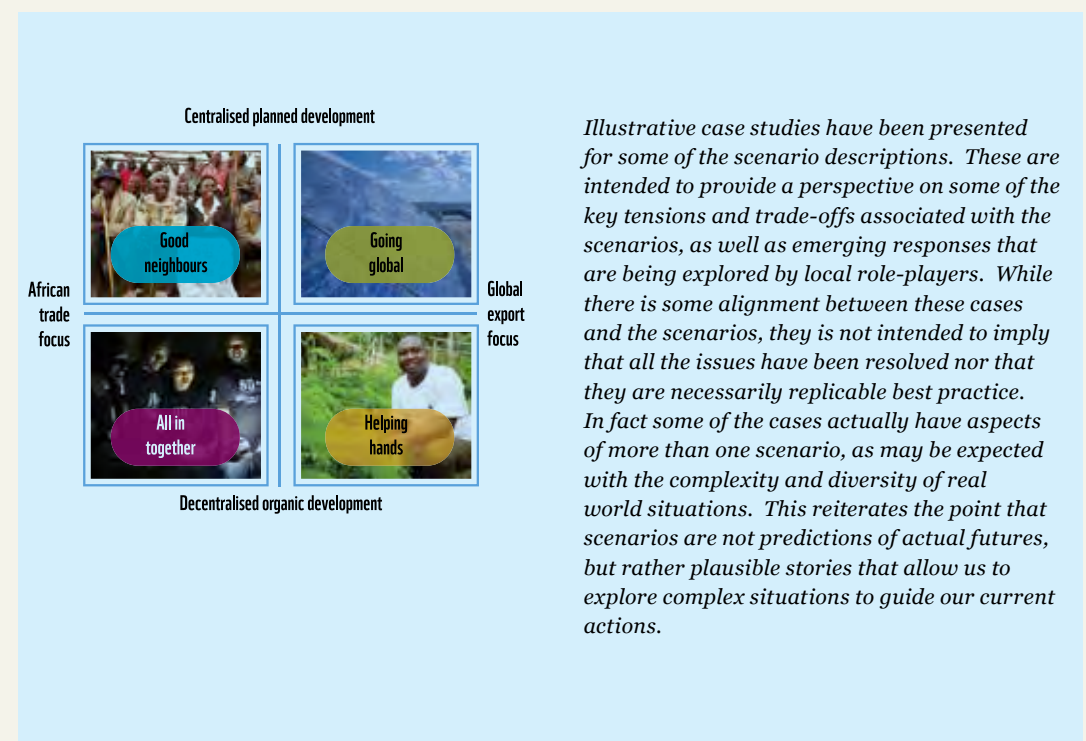 Centralised planned development
Good
neighbours
Going
global
African
trade
focus
Global
export
focus
All in
together
Helping
hands
Decentralised organic development
Illustrative case studies have been presented
for some of the scenario descriptions.  These are
intended to provide a perspective on some of the
key tensions and trade-offs associated with the
scenarios, as well as emerging responses that
are being explored by local role-players.  While
there is some alignment between these cases
and the scenarios, they is not intended to imply
that all the issues have been resolved nor that
they are necessarily replicable best practice.
In fact some of the cases actually have aspects
of more than one scenario, as may be expected
with the complexity and diversity of real
world situations.  This reiterates the point that
scenarios are not predictions of actual futures,
but rather plausible stories that allow us to
explore complex situations to guide our current
actions.